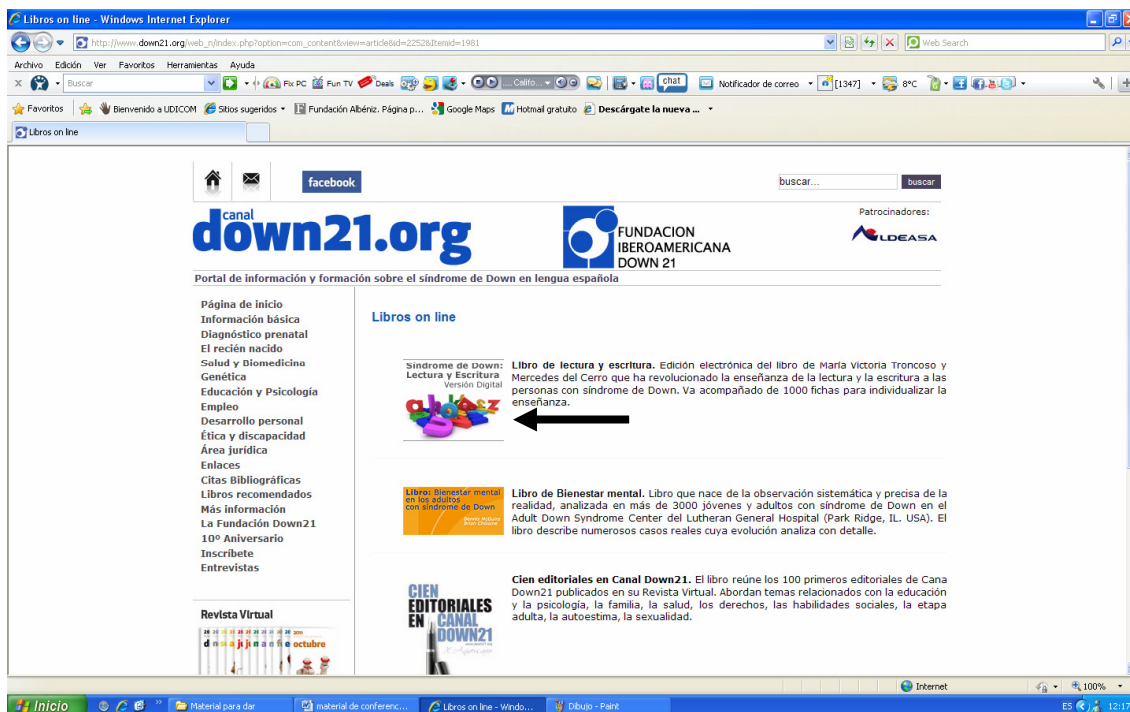 Libros on line - Windows Internet Explorer
http://www.down21.org/web_n/index.php?option=com_content&view=article&id=2252&Itemid=1981
Web Search
Archivo Edición Ver Favoritos Herramientas Ayuda
X Buscar Fix PC Fun TV Deals ...Califo... chat Notificador de correo [1347] 8°C
Favoritos Bienvenido a UDICOM Sitios sugeridos Fundación Albéniz. Página p... Google Maps Hotmail gratuito Descárgate la nueva ...
Libros on line
facebook
buscar... buscar
canal
down21.org
FUNDACION
IBEROAMERICANA
DOWN 21
Patrocinadores:
ALDEASA
Portal de información y formación sobre el síndrome de Down en lengua española
Página de inicio
Información básica
Diagnóstico prenatal
El recién nacido
Salud y Biomedicina
Genética
Educación y Psicología
Empleo
Desarrollo personal
Ética y discapacidad
Área jurídica
Enlaces
Citas Bibliográficas
Libros recomendados
Más información
La Fundación Down21
10º Aniversario
Inscríbete
Entrevistas
Revista Virtual
octubre
Libros on line
Síndrome de Down:
Lectura y Escritura
Versión Digital
Libro de lectura y escritura. Edición electrónica del libro de María Victoria Troncoso y
Mercedes del Cerro que ha revolucionado la enseñanza de la lectura y la escritura a las
personas con síndrome de Down. Va acompañado de 1000 fichas para individualizar la
enseñanza.
Libro: Bienestar mental
en los adultos
con síndrome de Down
Libro de Bienestar mental. Libro que nace de la observación sistemática y precisa de la
realidad, analizada en más de 3000 jóvenes y adultos con síndrome de Down en el
Adult Down Syndrome Center del Lutheran General Hospital (Park Ridge, IL. USA). El
libro describe numerosos casos reales cuya evolución analiza con detalle.
CIEN
EDITORIALES
EN CANAL
DOWN21
Cien editoriales en Canal Down21. El libro reúne los 100 primeros editoriales de Cana
Down21 publicados en su Revista Virtual. Abordan temas relacionados con la educación
y la psicología, la familia, la salud, los derechos, las habilidades sociales, la etapa
adulta, la autoestima, la sexualidad.
Internet 100%
Inicio Material para dar material de conferenc... Libros on line - Windo... Dibujo - Paint ES 12:17